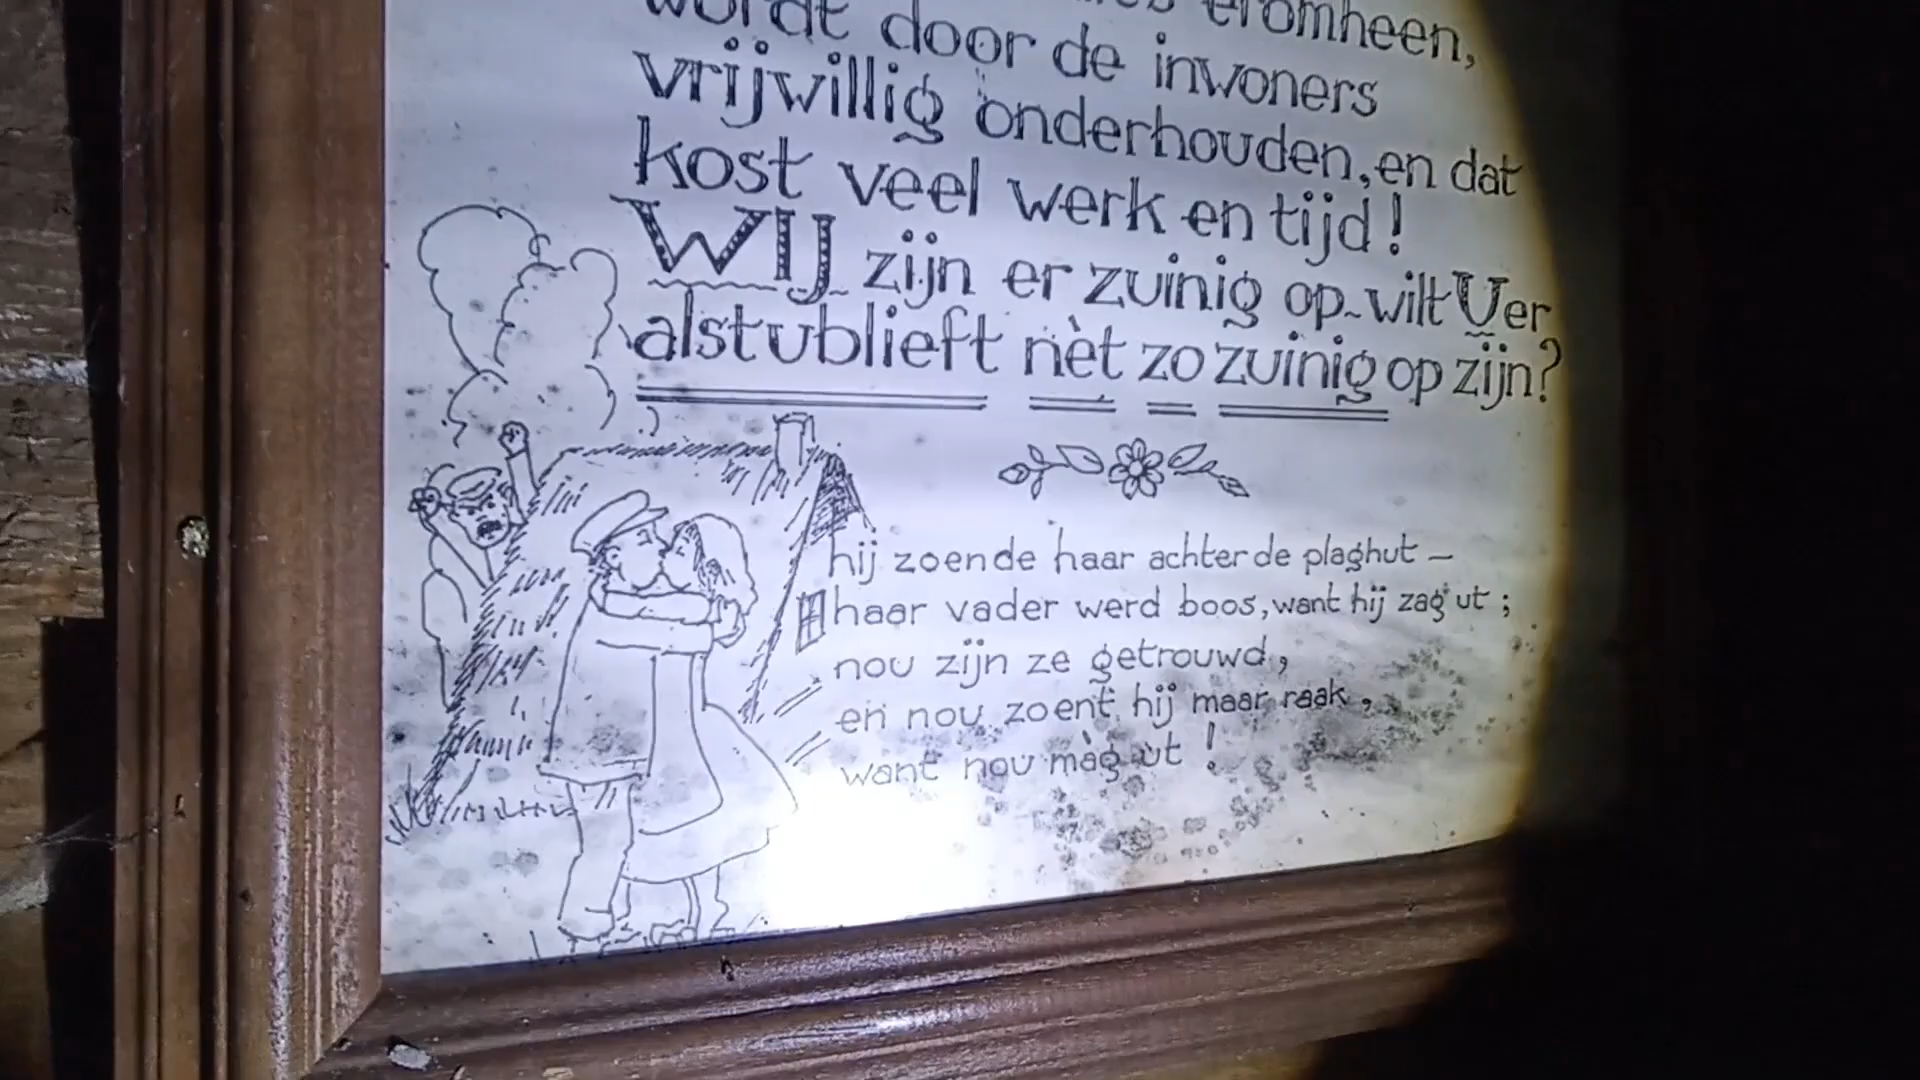 eromheen,
wordt door de inwoners
vrijwillig onderhouden, en dat
kost veel werk en tijd!
WIJ zijn er zuinig op - wilt U er
alstublieft nèt zo zuinig op zijn?
hij zoende haar achter de plaghut —
haar vader werd boos, want hij zag ut ;
nou zijn ze getrouwd,
en nou zoent hij maar raak,
want nou màg ut !